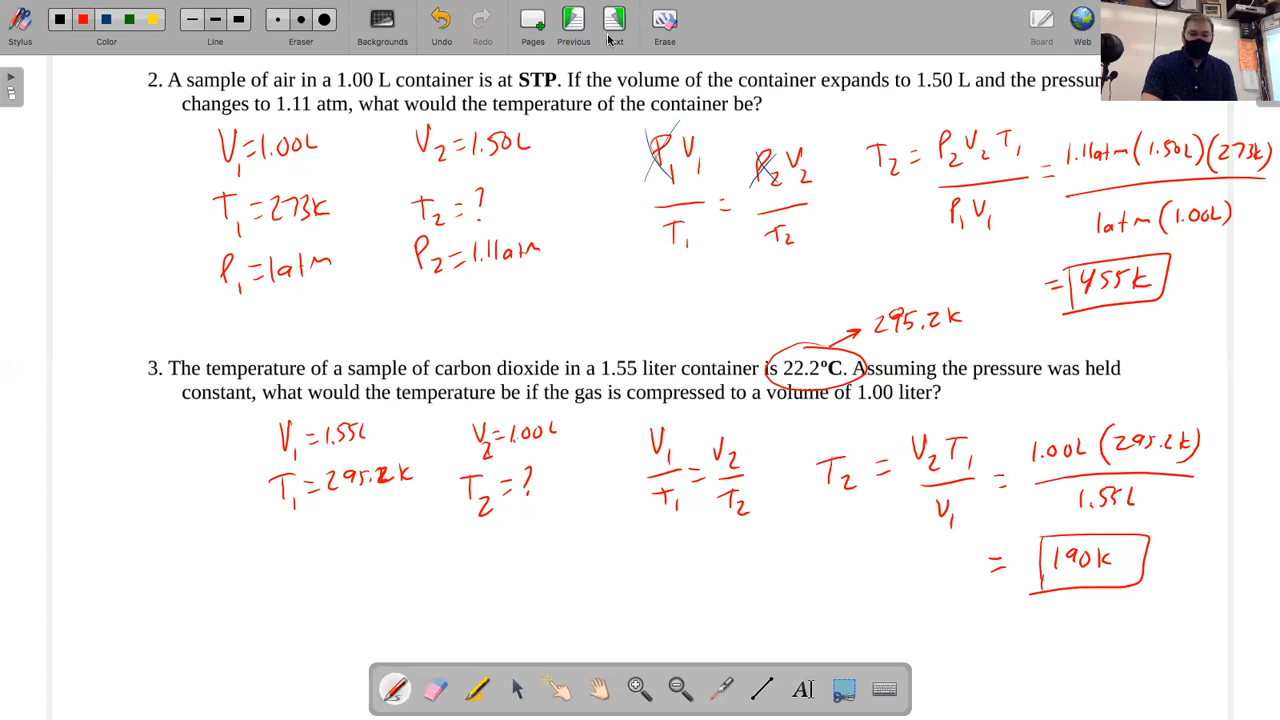 Stylus
Color
Line
Eraser
Backgrounds
Undo
Redo
Pages
Previous
Erase
Board
Web
2. A sample of air in a 1.00 L container is at STP. If the volume of the container expands to 1.50 L and the
changes to 1.11 atm, what would the temperature of the container be?
V₁=1.00L
V₂=1.50L
T₁=273K
T₂=?
P₁=1atm
P₂=1.11atm
P₁V₁ / T₁ = P₂V₂ / T₂
T₂ = P₂V₂T₁ / P₁V₁ = 1.11atm(1.50L)(273K) / 1atm(1.00L)
= 455K
295.2K
3. The temperature of a sample of carbon dioxide in a 1.55 liter container is 22.2°C. Assuming the pressure was held
constant, what would the temperature be if the gas is compressed to a volume of 1.00 liter?
V₁=1.55L
V₂=1.00L
T₁=295.2K
T₂=?
V₁ / T₁ = V₂ / T₂
T₂ = V₂T₁ / V₁ = 1.00L(295.2K) / 1.55L
= 190K